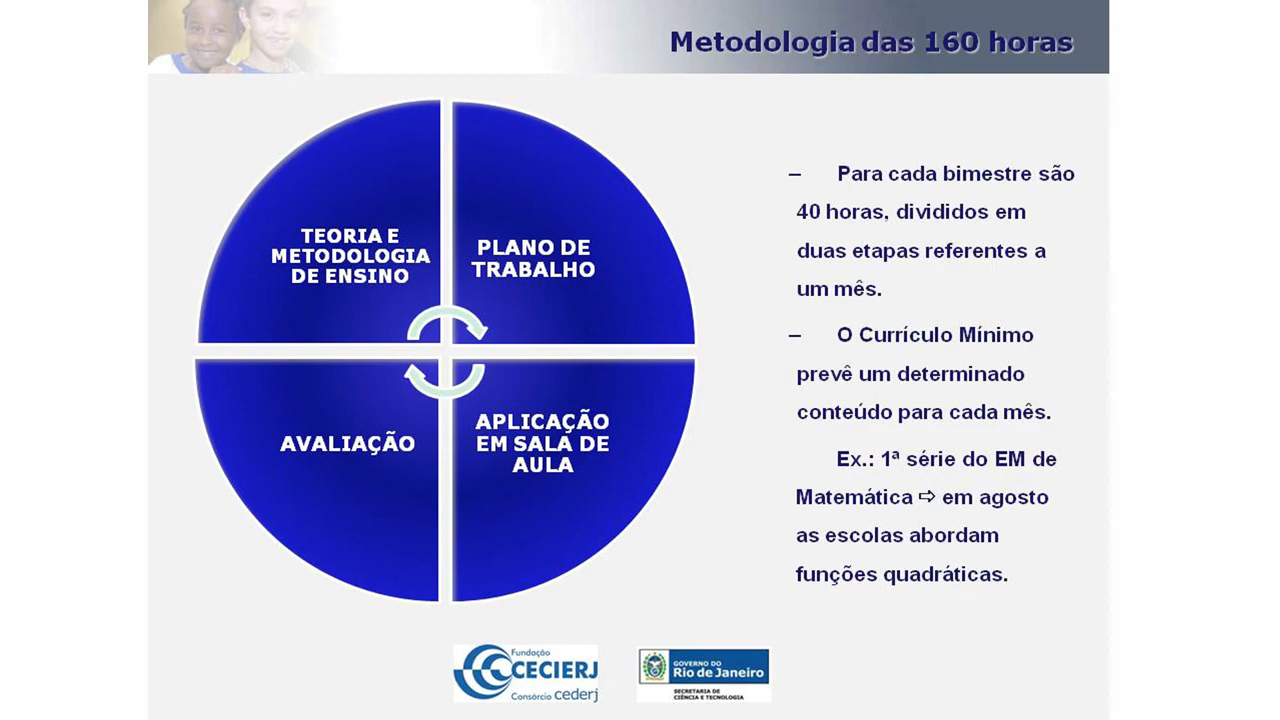 Metodologia das 160 horas
TEORIA E
METODOLOGIA
DE ENSINO
PLANO DE
TRABALHO
AVALIAÇÃO
APLICAÇÃO
EM SALA DE
AULA
– Para cada bimestre são
40 horas, divididos em
duas etapas referentes a
um mês.
– O Currículo Mínimo
prevê um determinado
conteúdo para cada mês.
Ex.: 1ª série do EM de
Matemática ⇨ em agosto
as escolas abordam
funções quadráticas.
Fundação
CECIERJ
Consórcio cederj
GOVERNO DO
Rio de Janeiro
SECRETARIA DE
CIÊNCIA E TECNOLOGIA